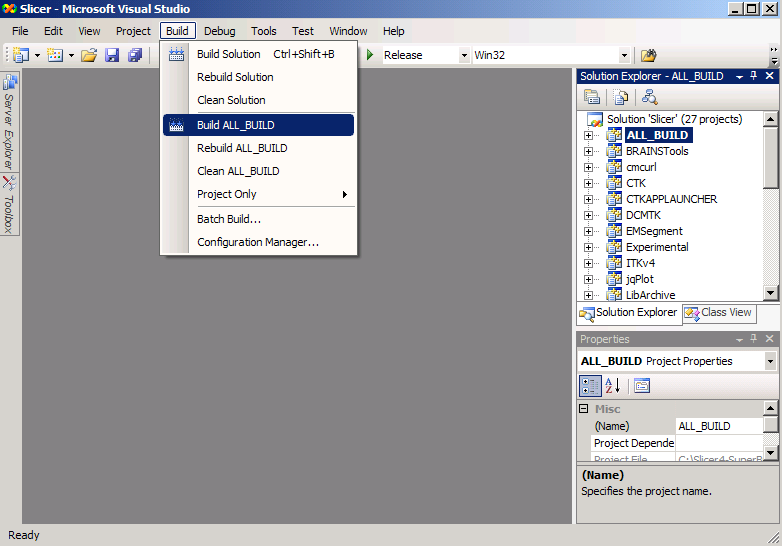 Slicer - Microsoft Visual Studio
File Edit View Project Build Debug Tools Test Window Help
Release Win32
Build Solution Ctrl+Shift+B
Rebuild Solution
Clean Solution
Build ALL_BUILD
Rebuild ALL_BUILD
Clean ALL_BUILD
Project Only
Batch Build...
Configuration Manager...
Server Explorer
Toolbox
Solution Explorer - ALL_BUILD
Solution 'Slicer' (27 projects)
ALL_BUILD
BRAINSTools
cmcurl
CTK
CTKAPPLAUNCHER
DCMTK
EMSegment
Experimental
ITKv4
jqPlot
LibArchive
Solution Explorer Class View
Properties
ALL_BUILD Project Properties
Misc
(Name) ALL_BUILD
Project Depende
Project File C:\Slicer4-SuperB
(Name)
Specifies the project name.
Ready